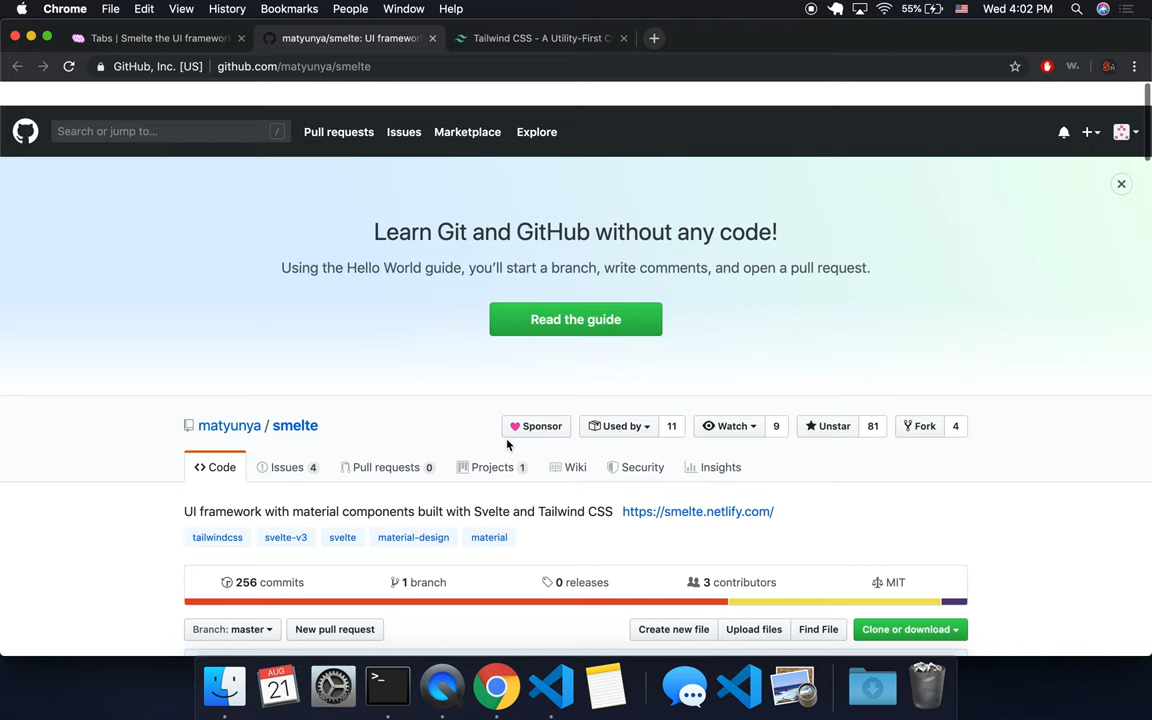 Chrome File Edit View History Bookmarks People Window Help 55% Wed 4:02 PM
Tabs | Smelte the UI framewor matyunya/smelte: UI framewor Tailwind CSS - A Utility-First C
GitHub, Inc. [US] github.com/matyunya/smelte
Search or jump to... / Pull requests Issues Marketplace Explore
Learn Git and GitHub without any code!
Using the Hello World guide, you’ll start a branch, write comments, and open a pull request.
Read the guide
matyunya / smelte Sponsor Used by 11 Watch 9 Unstar 81 Fork 4
Code Issues 4 Pull requests 0 Projects 1 Wiki Security Insights
UI framework with material components built with Svelte and Tailwind CSS https://smelte.netlify.com/
tailwindcss svelte-v3 svelte material-design material
256 commits 1 branch 0 releases 3 contributors MIT
Branch: master New pull request Create new file Upload files Find File Clone or download
AUG
21